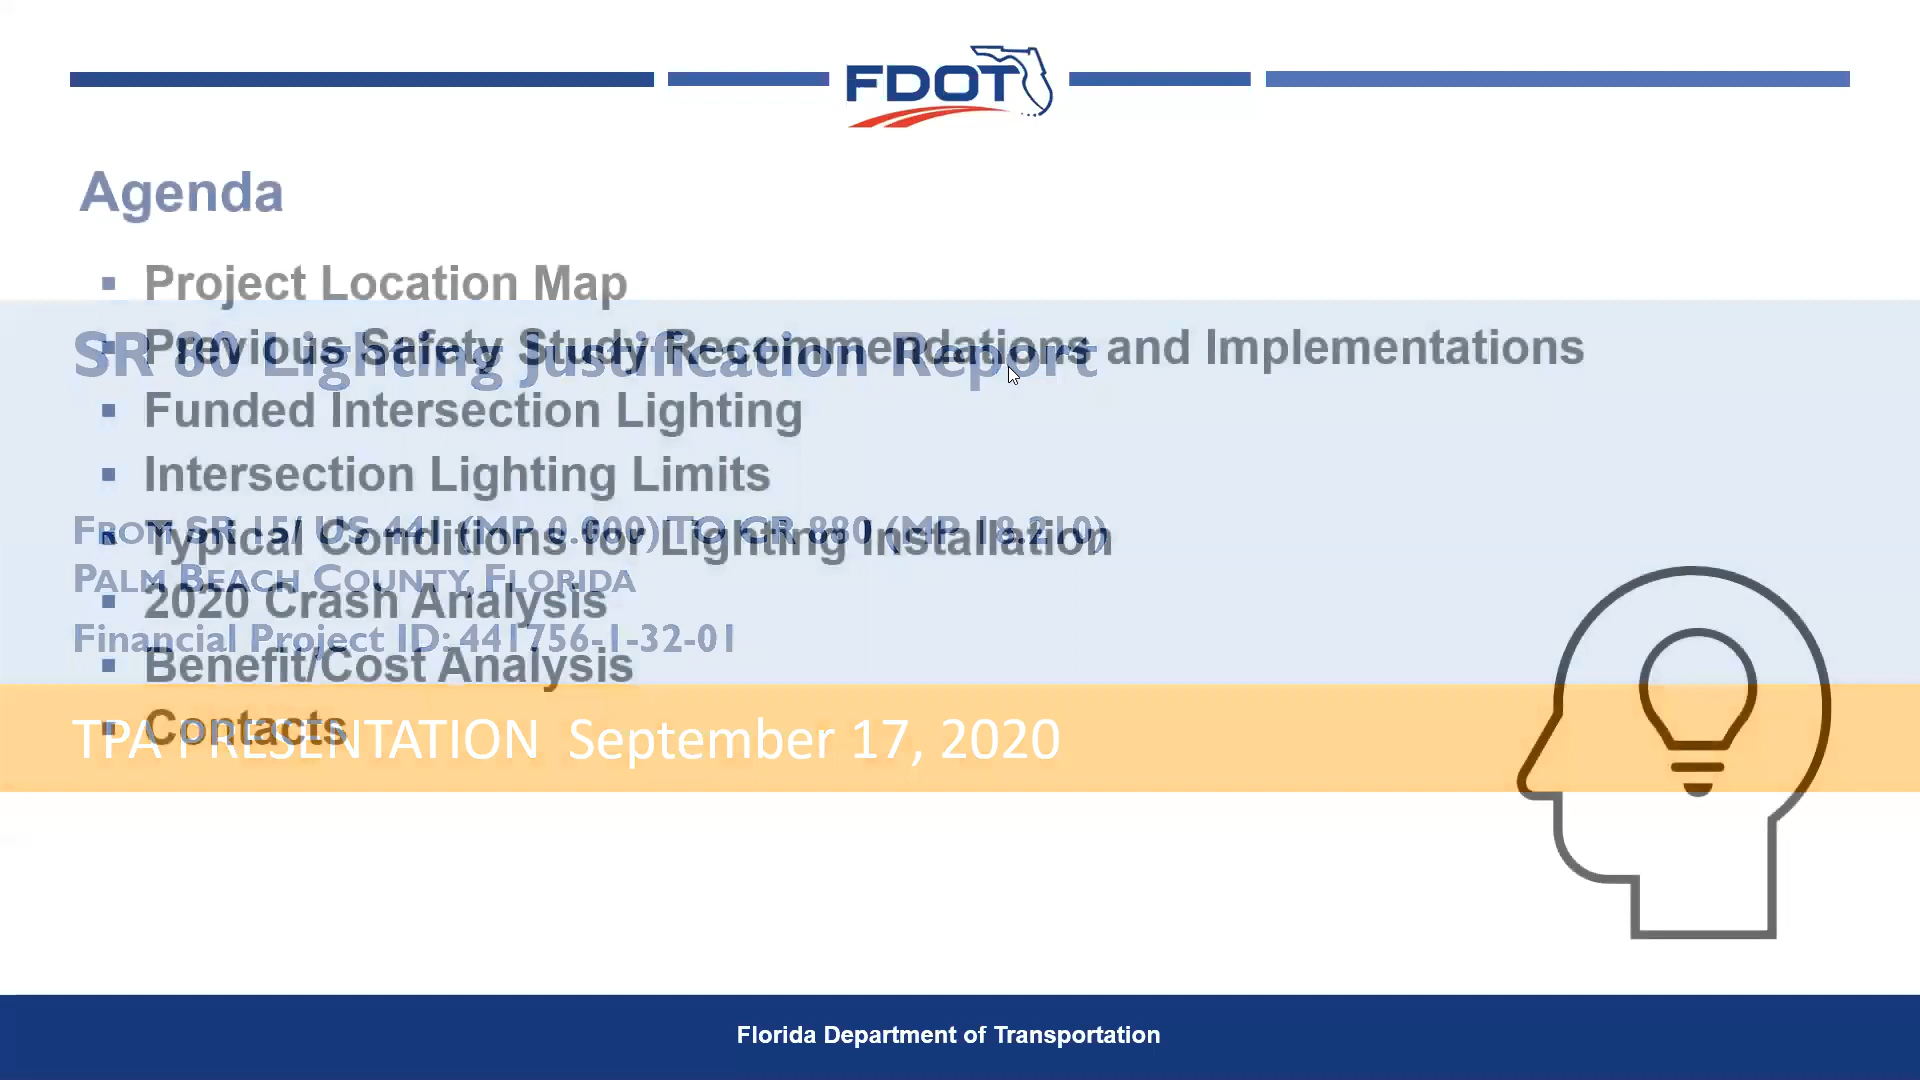 FDOT
Agenda
▪ Project Location Map
▪ Previous Safety Study Recommendations and Implementations
SR 80 Lighting Justification Report
▪ Funded Intersection Lighting
▪ Intersection Lighting Limits
FROM SR 15/ US 441 (MP 0.000) TO CR 880 (MP 18.210)
▪ Typical Conditions for Lighting Installation
PALM BEACH COUNTY, FLORIDA
▪ 2020 Crash Analysis
Financial Project ID: 441756-1-32-01
▪ Benefit/Cost Analysis
▪ Contacts
TPA PRESENTATION September 17, 2020
Florida Department of Transportation